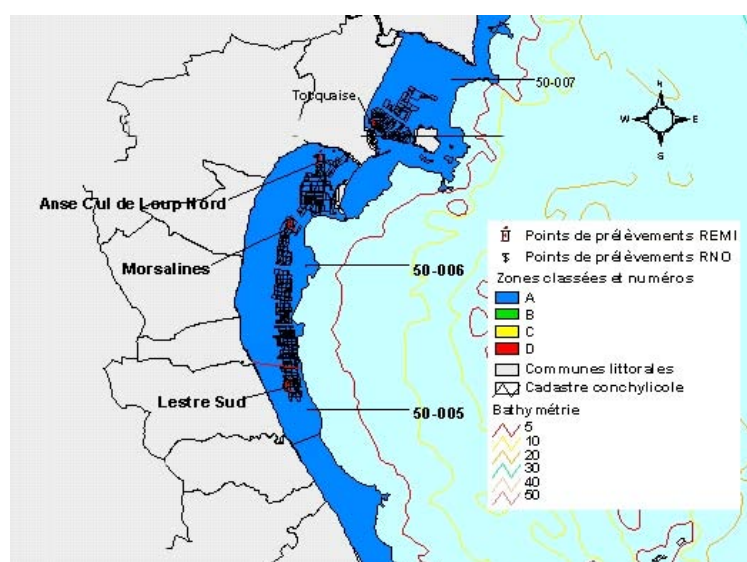 50-007
Tocquaise
N
W E
S
Anse Cul de Loup Nord
Morsalines
50-006
Lestre Sud
50-005
Points de prélèvements REMI
Points de prélèvements RNO
Zones classées et numéros
A
B
C
D
Communes littorales
Cadastre conchylicole
Bathymétrie
5
10
20
30
40
50